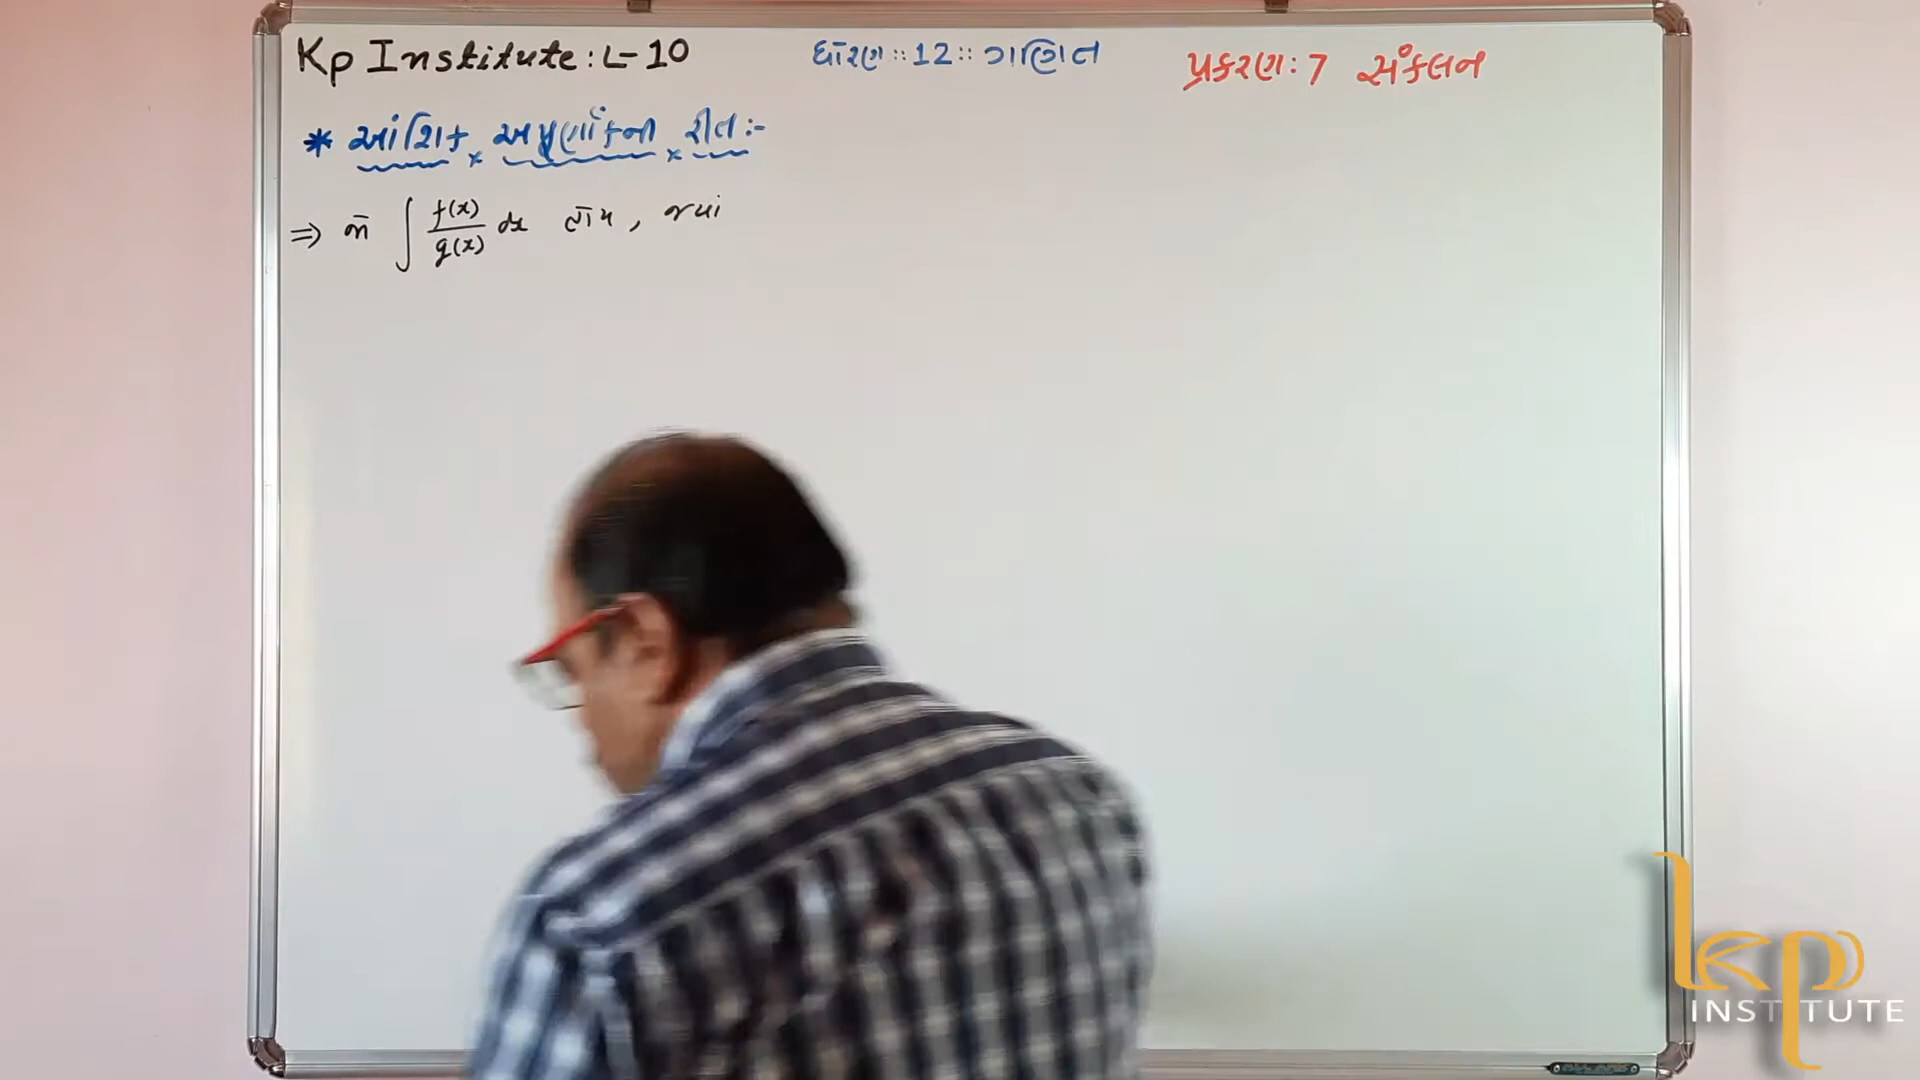 Kp Institute: L-10 ધોરણ :: 12 :: ગણિત પ્રકરણ: 7 સંકલન
* આંશિક અપૂર્ણાંકની રીત :-
⇒ જો ∫ f(x)/g(x) dx હોય, જ્યાં
kp
INSTITUTE